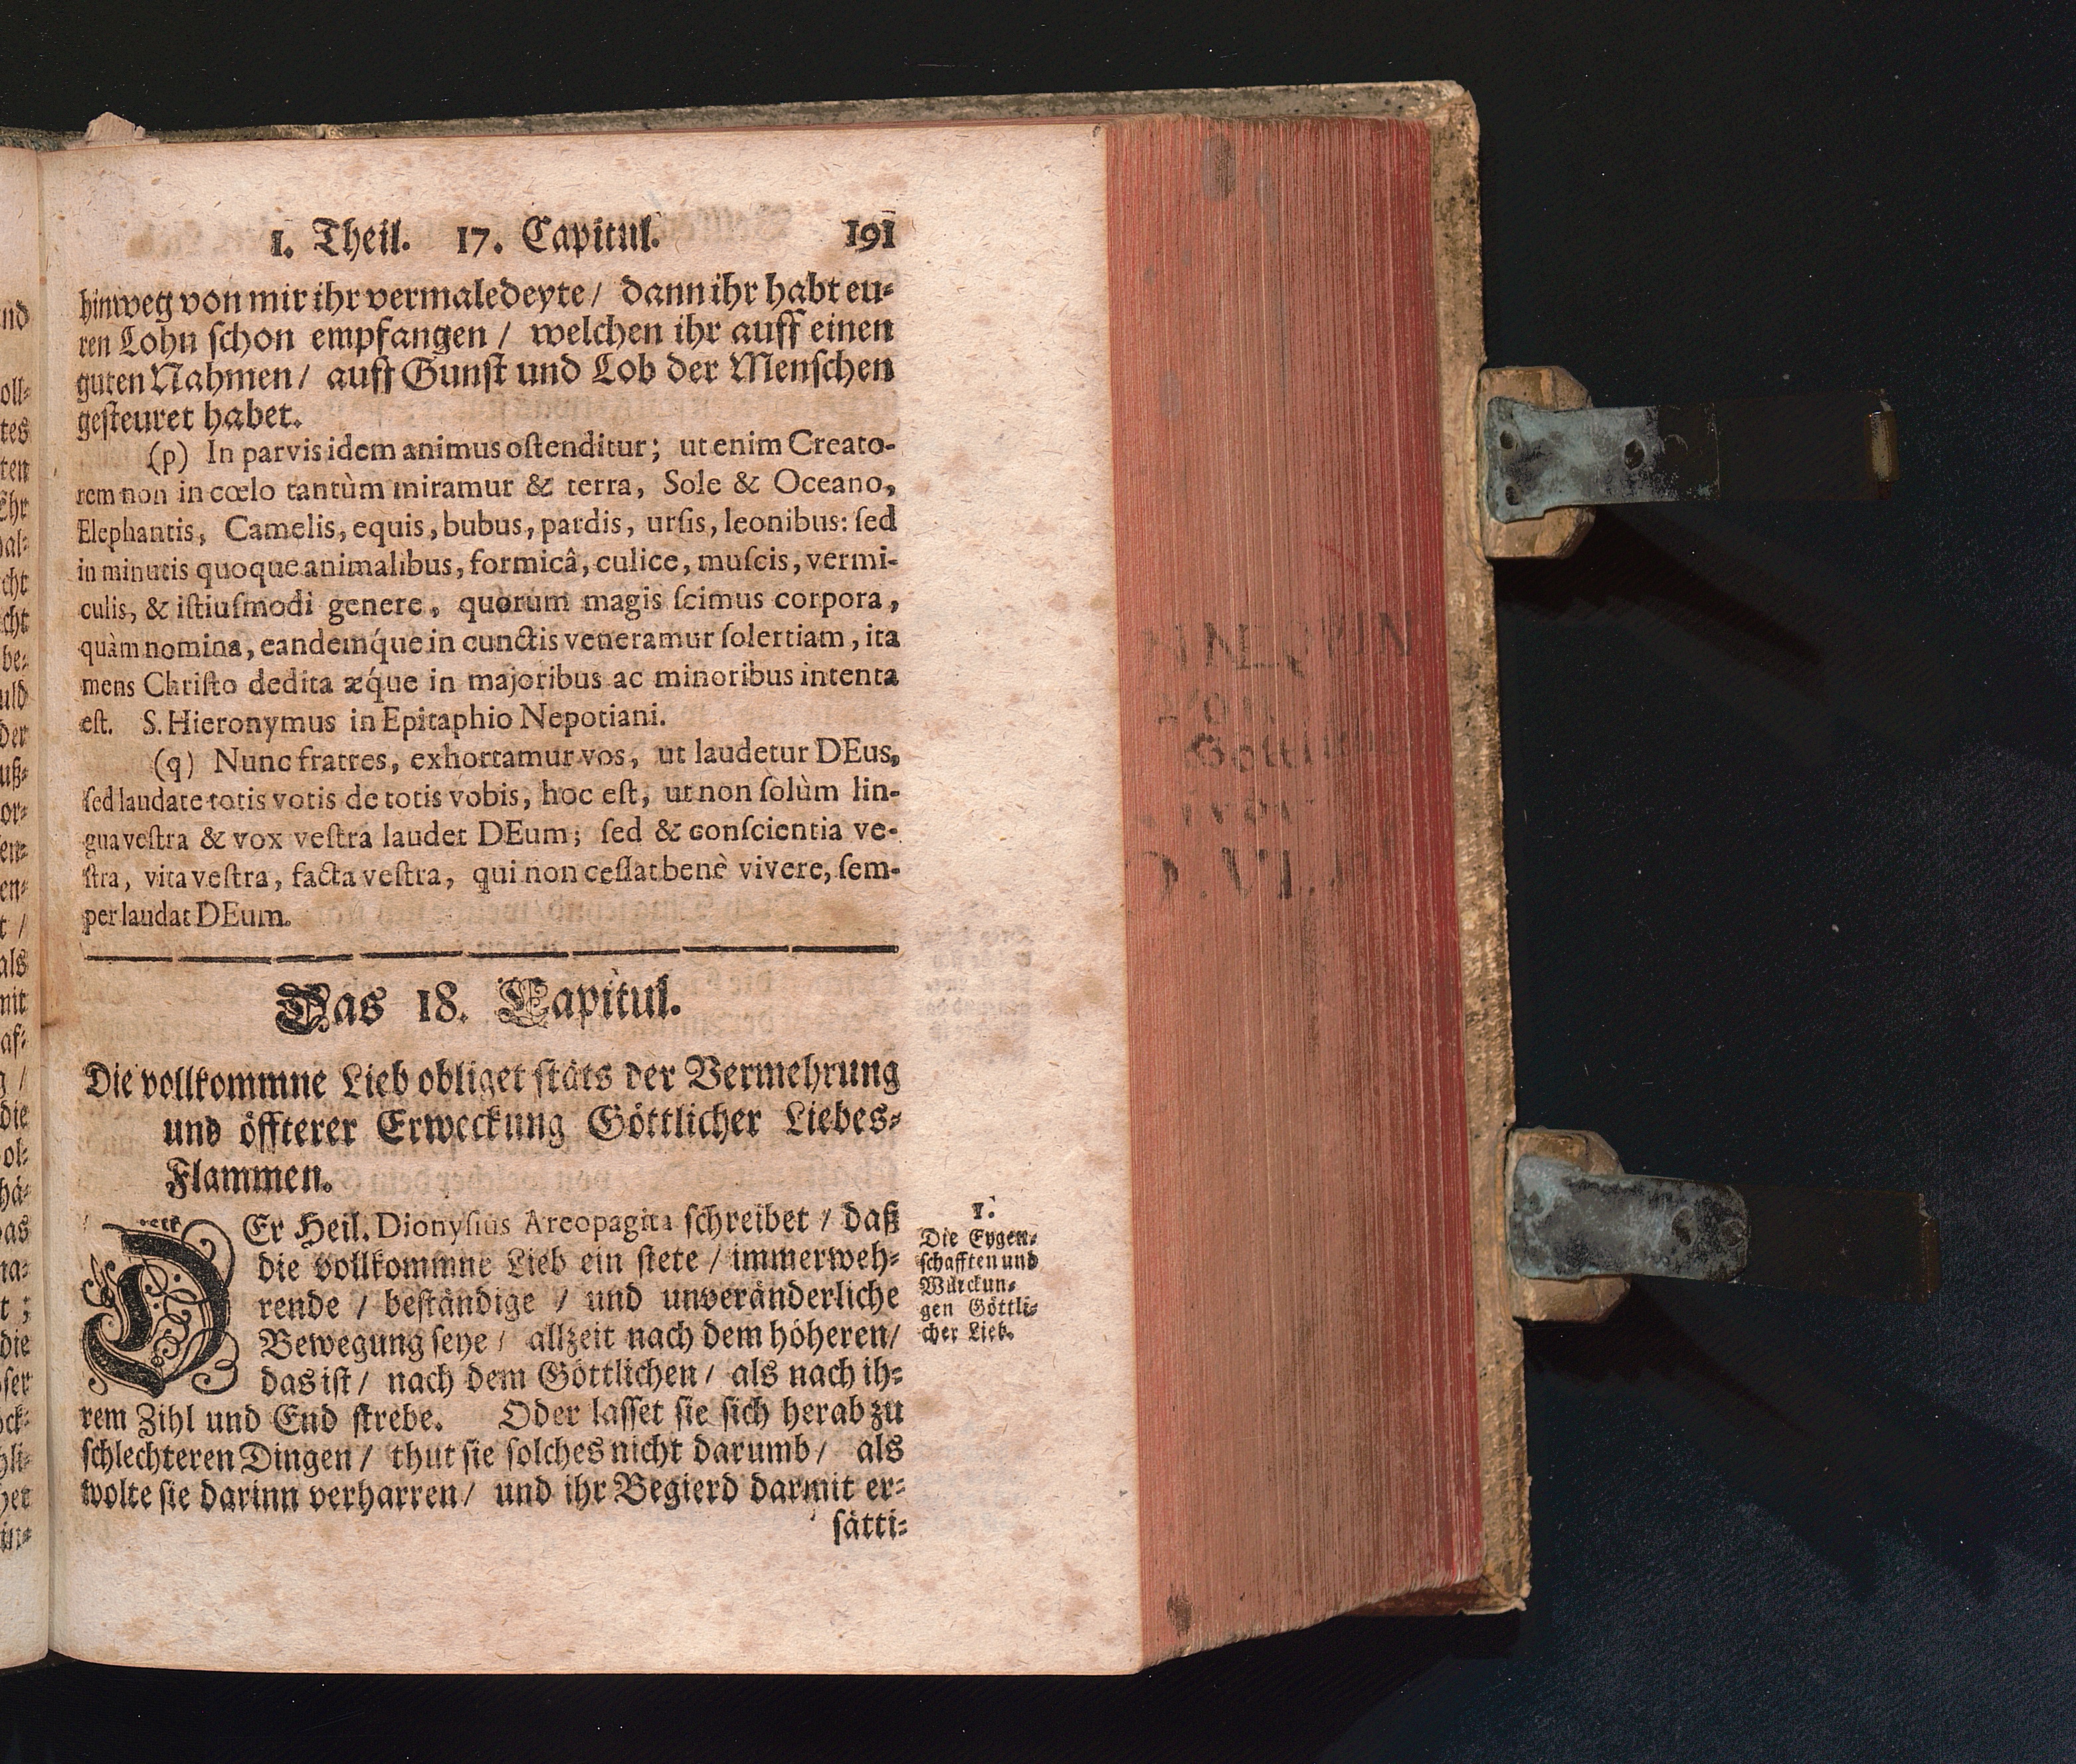 1. Theil. 17. Capitul. 191
hinweg von mir ihr vermaledeyte / dann ihr habt eu-
ren Lohn schon empfangen / welchen ihr auff einen
guten Nahmen / auff Gunst und Lob der Menschen
gesteuret habet.
(p) In parvis idem animus ostenditur; ut enim Creato-
rem non in cœlo tantùm miramur & terra, Sole & Oceano,
Elephantis, Camelis, equis, bubus, pardis, ursis, leonibus: sed
in minutis quoque animalibus, formicâ, culice, muscis, vermi-
culis, & istiusmodi genere, quorum magis scimus corpora,
quàm nomina, eandemq́ue in cunctis veneramur solertiam, ita
mens Christo dedita æq́ue in majoribus ac minoribus intenta
est. S. Hieronymus in Epitaphio Nepotiani.
(q) Nunc fratres, exhortamur vos, ut laudetur DEus,
sed laudate totis votis de totis vobis, hoc est, ut non solùm lin-
gua vestra & vox vestra laudet DEum; sed & conscientia ve-
stra, vita vestra, facta vestra, qui non cessat benè vivere, sem-
per laudat DEum.
Das 18. Capitul.
Die vollkommne Lieb obliget stäts der Vermehrung
und öffterer Erweckung Göttlicher Liebes-
Flammen.
DEr Heil. Dionysius Areopagita schreibet / daß
die vollkommne Lieb ein stete / immerweh-
rende / beständige / und unveränderliche
Bewegung seye / allzeit nach dem höheren /
das ist / nach dem Göttlichen / als nach ih-
rem Zihl und End strebe. Oder lasset sie sich herab zu
schlechteren Dingen / thut sie solches nicht darumb / als
wolte sie darinn verharren / und ihr Begierd darmit er-
sätti-
1.
Die Eygen-
schafften und
Würckun-
gen Göttli-
cher Lieb.